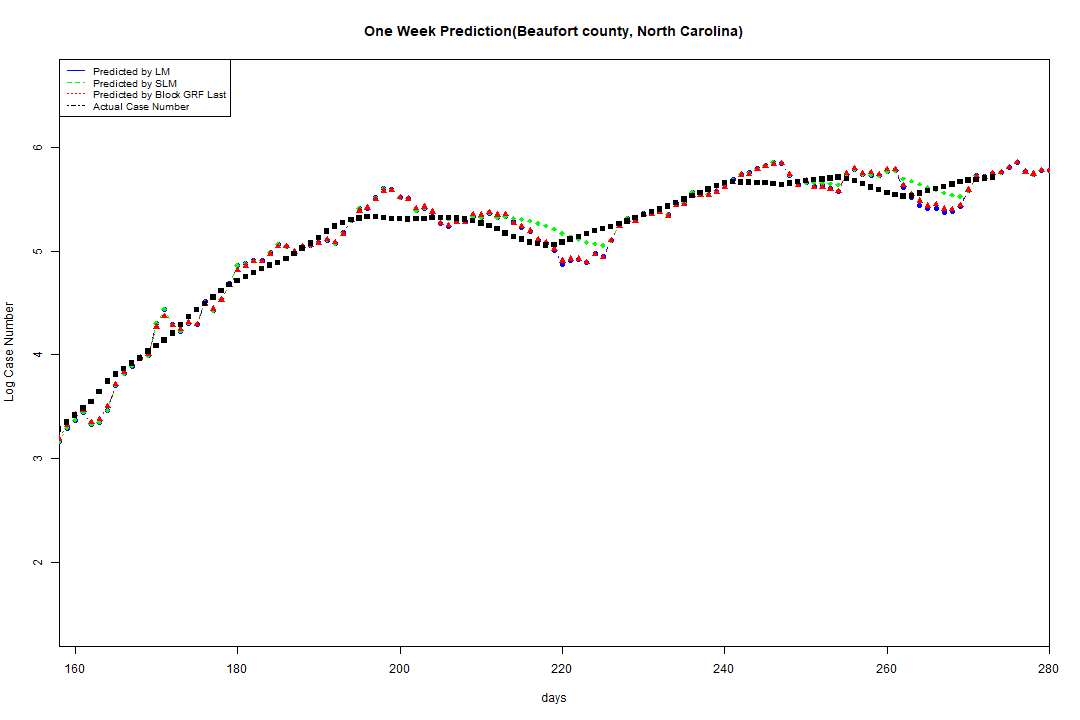 One Week Prediction(Beaufort county, North Carolina)
Predicted by LM
Predicted by SLM
Predicted by Block GRF Last
Actual Case Number
6
5
4
3
2
Log Case Number
160 180 200 220 240 260 280
days